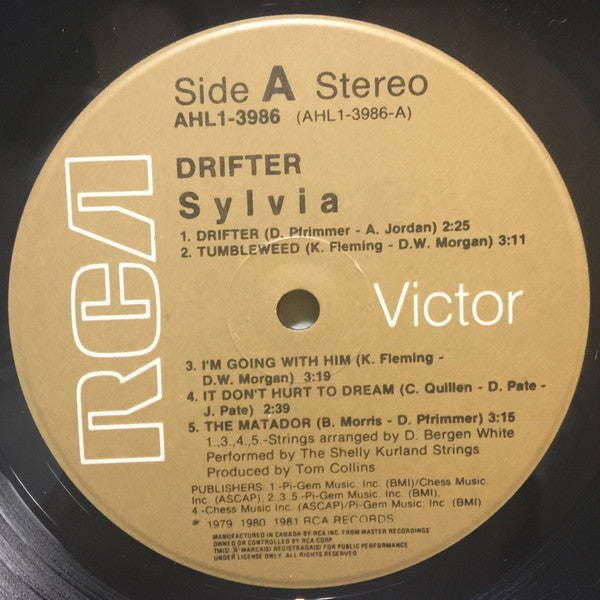 Side A Stereo
AHL1-3986 (AHL1-3986-A)
DRIFTER
Sylvia
1. DRIFTER (D. Pfrimmer - A. Jordan) 2:25
2. TUMBLEWEED (K. Fleming - D.W. Morgan) 3:11
RCA
Victor
3. I'M GOING WITH HIM (K. Fleming -
D.W. Morgan) 3:19
4. IT DON'T HURT TO DREAM (C. Quillen - D. Pate -
J. Pate) 2:39
5. THE MATADOR (B. Morris - D. Pfrimmer) 3:15
1.,3.,4.,5.-Strings arranged by D. Bergen White
Performed by The Shelly Kurland Strings
Produced by Tom Collins
PUBLISHERS: 1 -Pi-Gem Music. Inc. (BMI)/Chess Music.
Inc. (ASCAP). 2.,3.,5.-Pi-Gem Music. Inc. (BMI).
4.-Chess Music. Inc. (ASCAP)/Pi-Gem Music. Inc (BMI)
℗ 1979 1980 1981 RCA RECORDS
MANUFACTURED IN CANADA BY RCA INC. FROM MASTER RECORDINGS
OWNED OR CONTROLLED BY RCA CORP
TM(S) ® MARCA(S) REGISTRADA(S) FOR PUBLIC PERFORMANCE
UNDER LICENSE ONLY. ALL RIGHTS RESERVED